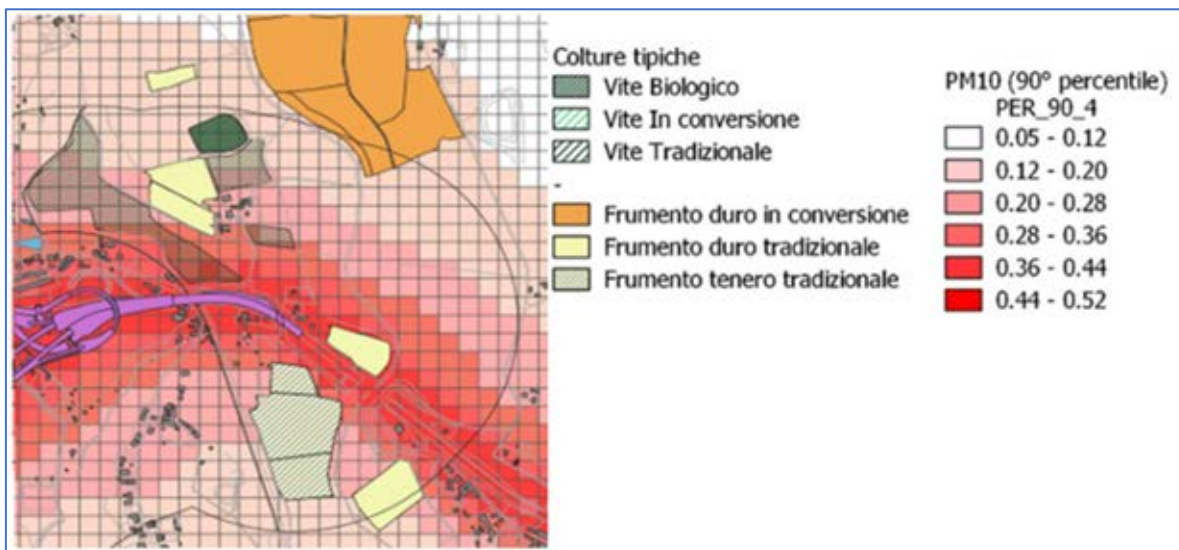 Colture tipiche
Vite Biologico
Vite In conversione
Vite Tradizionale
-
Frumento duro in conversione
Frumento duro tradizionale
Frumento tenero tradizionale
PM10 (90° percentile)
PER_90_4
0.05 - 0.12
0.12 - 0.20
0.20 - 0.28
0.28 - 0.36
0.36 - 0.44
0.44 - 0.52